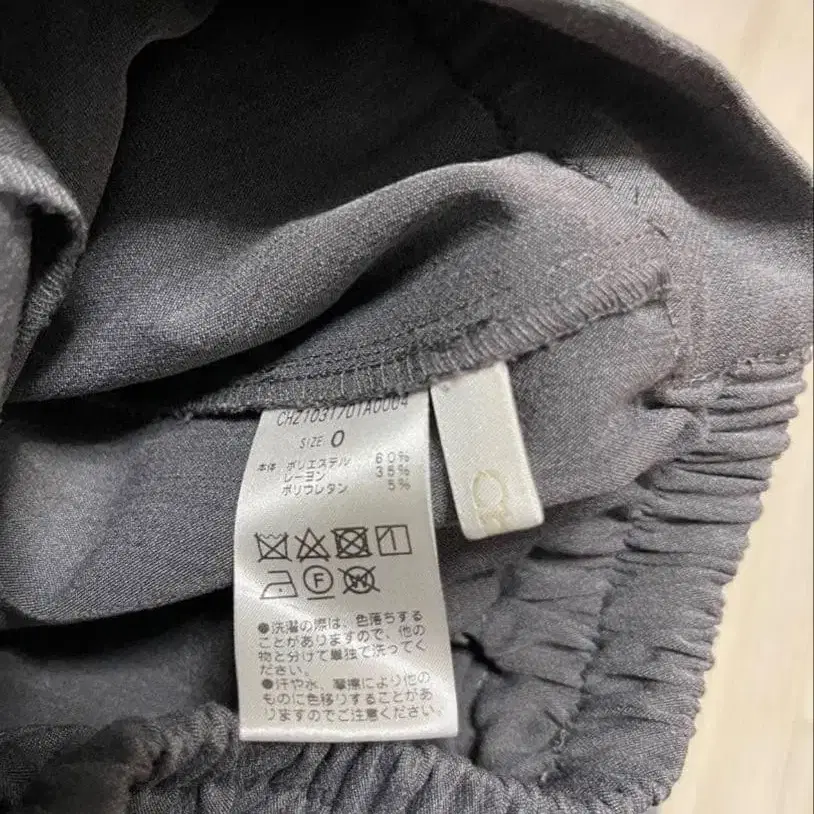 CHZ1031701A0004
SIZE 0
本体 ポリエステル 60%
レーヨン 35%
ポリウレタン 5%
F W
●洗濯の際は、色落ちする
ことがありますので、他の
物と分けて単独で洗ってく
ださい。
●汗や水、摩擦により他の
ものに色移りすることがあ
りますのでご注意ください。